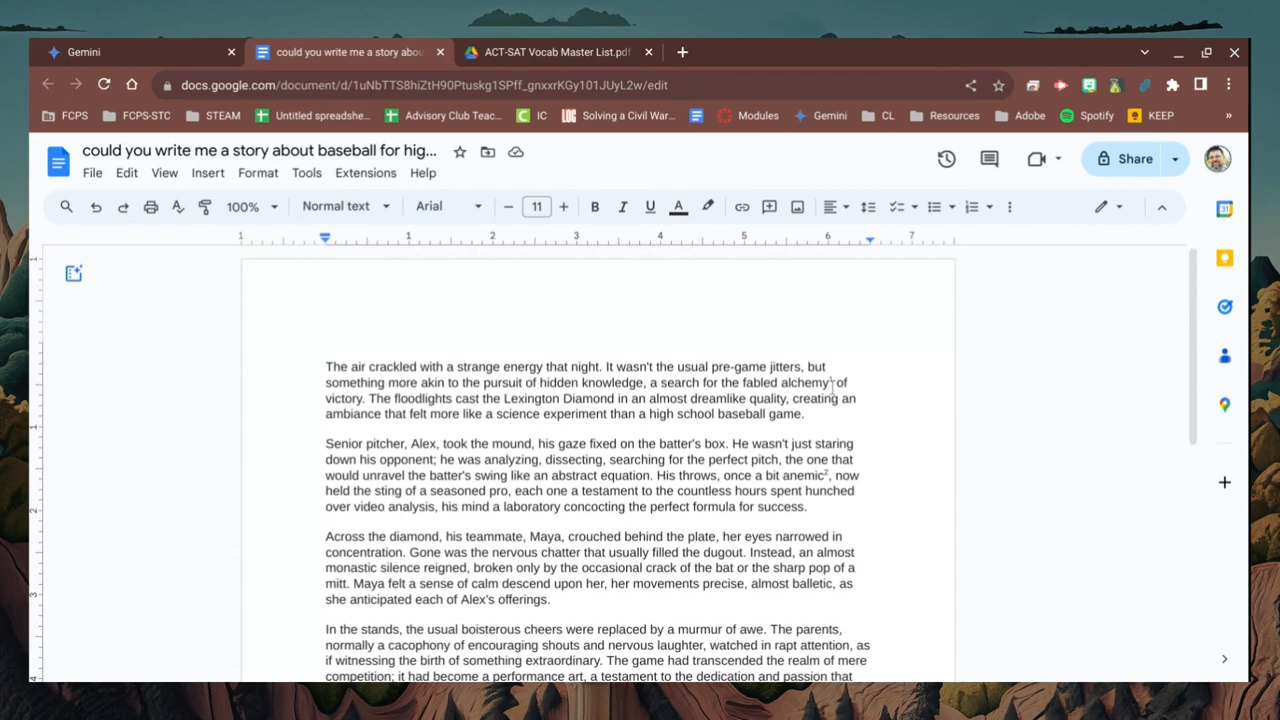 Gemini
could you write me a story abou
ACT-SAT Vocab Master List.pdf
docs.google.com/document/d/1uNbTTS8hiZtH90Ptuskg1SPff_gnxxrKGy101JUyL2w/edit
FCPS
FCPS-STC
STEAM
Untitled spreadshe...
Advisory Club Teac...
IC
LOC
Solving a Civil War...
Modules
Gemini
CL
Resources
Adobe
Spotify
KEEP
»
could you write me a story about baseball for hig...
Share
File Edit View Insert Format Tools Extensions Help
100% Normal text Arial − 11 + B I U A
1 1 2 3 4 5 6 7
The air crackled with a strange energy that night. It wasn't the usual pre-game jitters, but
something more akin to the pursuit of hidden knowledge, a search for the fabled alchemy of
victory. The floodlights cast the Lexington Diamond in an almost dreamlike quality, creating an
ambiance that felt more like a science experiment than a high school baseball game.
Senior pitcher, Alex, took the mound, his gaze fixed on the batter's box. He wasn't just staring
down his opponent; he was analyzing, dissecting, searching for the perfect pitch, the one that
would unravel the batter's swing like an abstract equation. His throws, once a bit anemic², now
held the sting of a seasoned pro, each one a testament to the countless hours spent hunched
over video analysis, his mind a laboratory concocting the perfect formula for success.
Across the diamond, his teammate, Maya, crouched behind the plate, her eyes narrowed in
concentration. Gone was the nervous chatter that usually filled the dugout. Instead, an almost
monastic silence reigned, broken only by the occasional crack of the bat or the sharp pop of a
mitt. Maya felt a sense of calm descend upon her, her movements precise, almost balletic, as
she anticipated each of Alex's offerings.
In the stands, the usual boisterous cheers were replaced by a murmur of awe. The parents,
normally a cacophony of encouraging shouts and nervous laughter, watched in rapt attention, as
if witnessing the birth of something extraordinary. The game had transcended the realm of mere
competition; it had become a performance art, a testament to the dedication and passion that
1
1
2
3
4
31